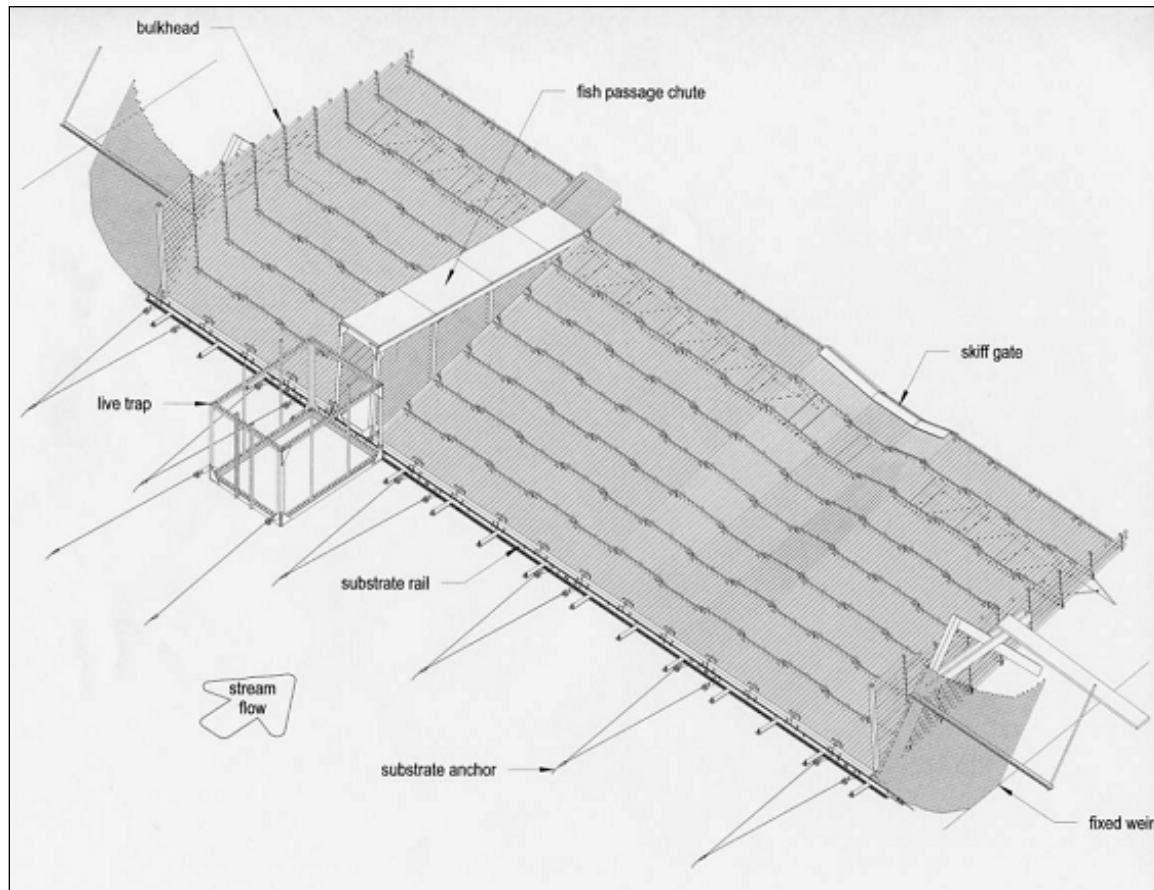 bulkhead
fish passage chute
skiff gate
live trap
substrate rail
stream
flow
substrate anchor
fixed weir